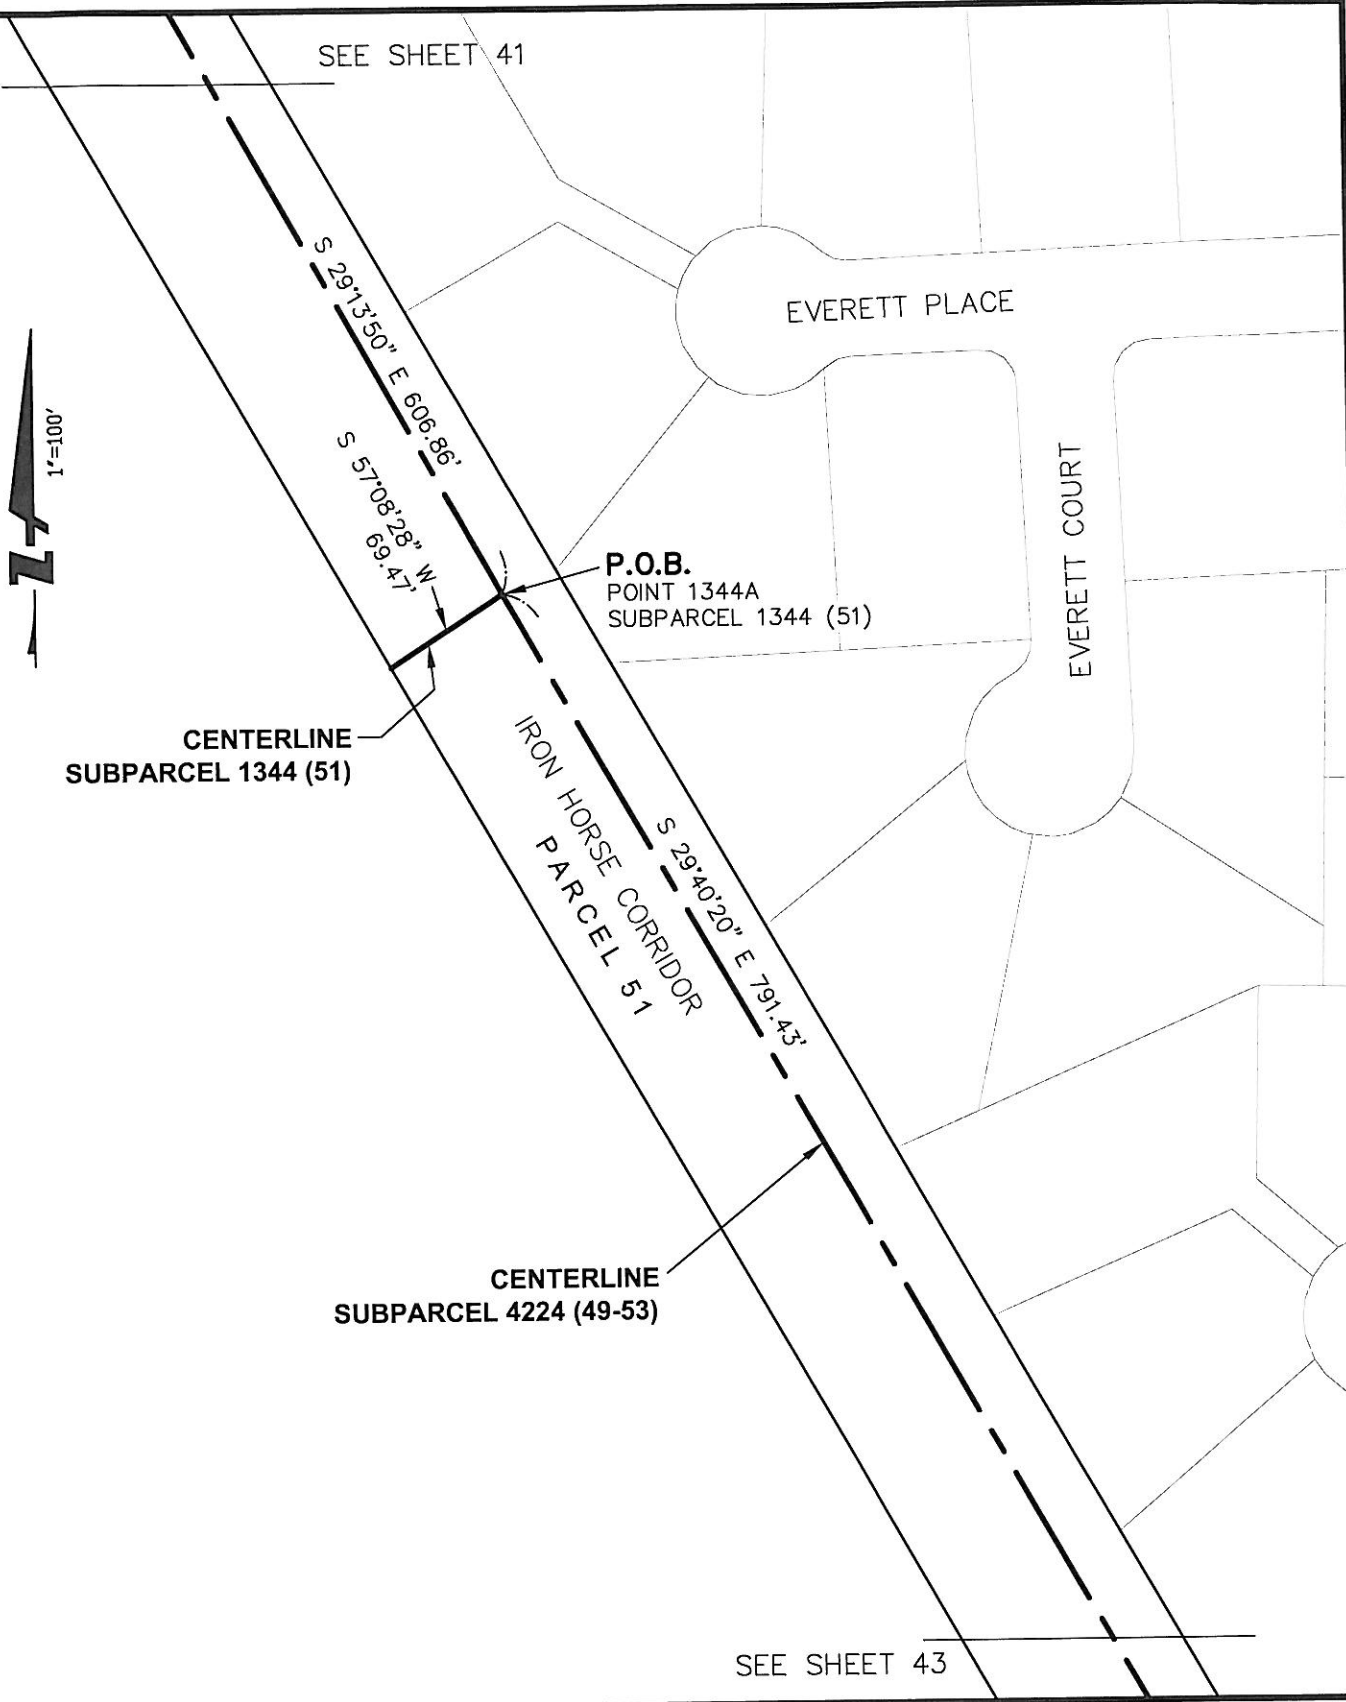 SEE SHEET 41
EVERETT PLACE
S 29°13'50" E 606.86'
1"=100'
S 57°08'28" W
69.47'
EVERETT COURT
P.O.B.
POINT 1344A
SUBPARCEL 1344 (51)
Z
CENTERLINE
SUBPARCEL 1344 (51)
IRON HORSE CORRIDOR
PARCEL 51
S 29°40'20" E 791.43'
CENTERLINE
SUBPARCEL 4224 (49-53)
SEE SHEET 43